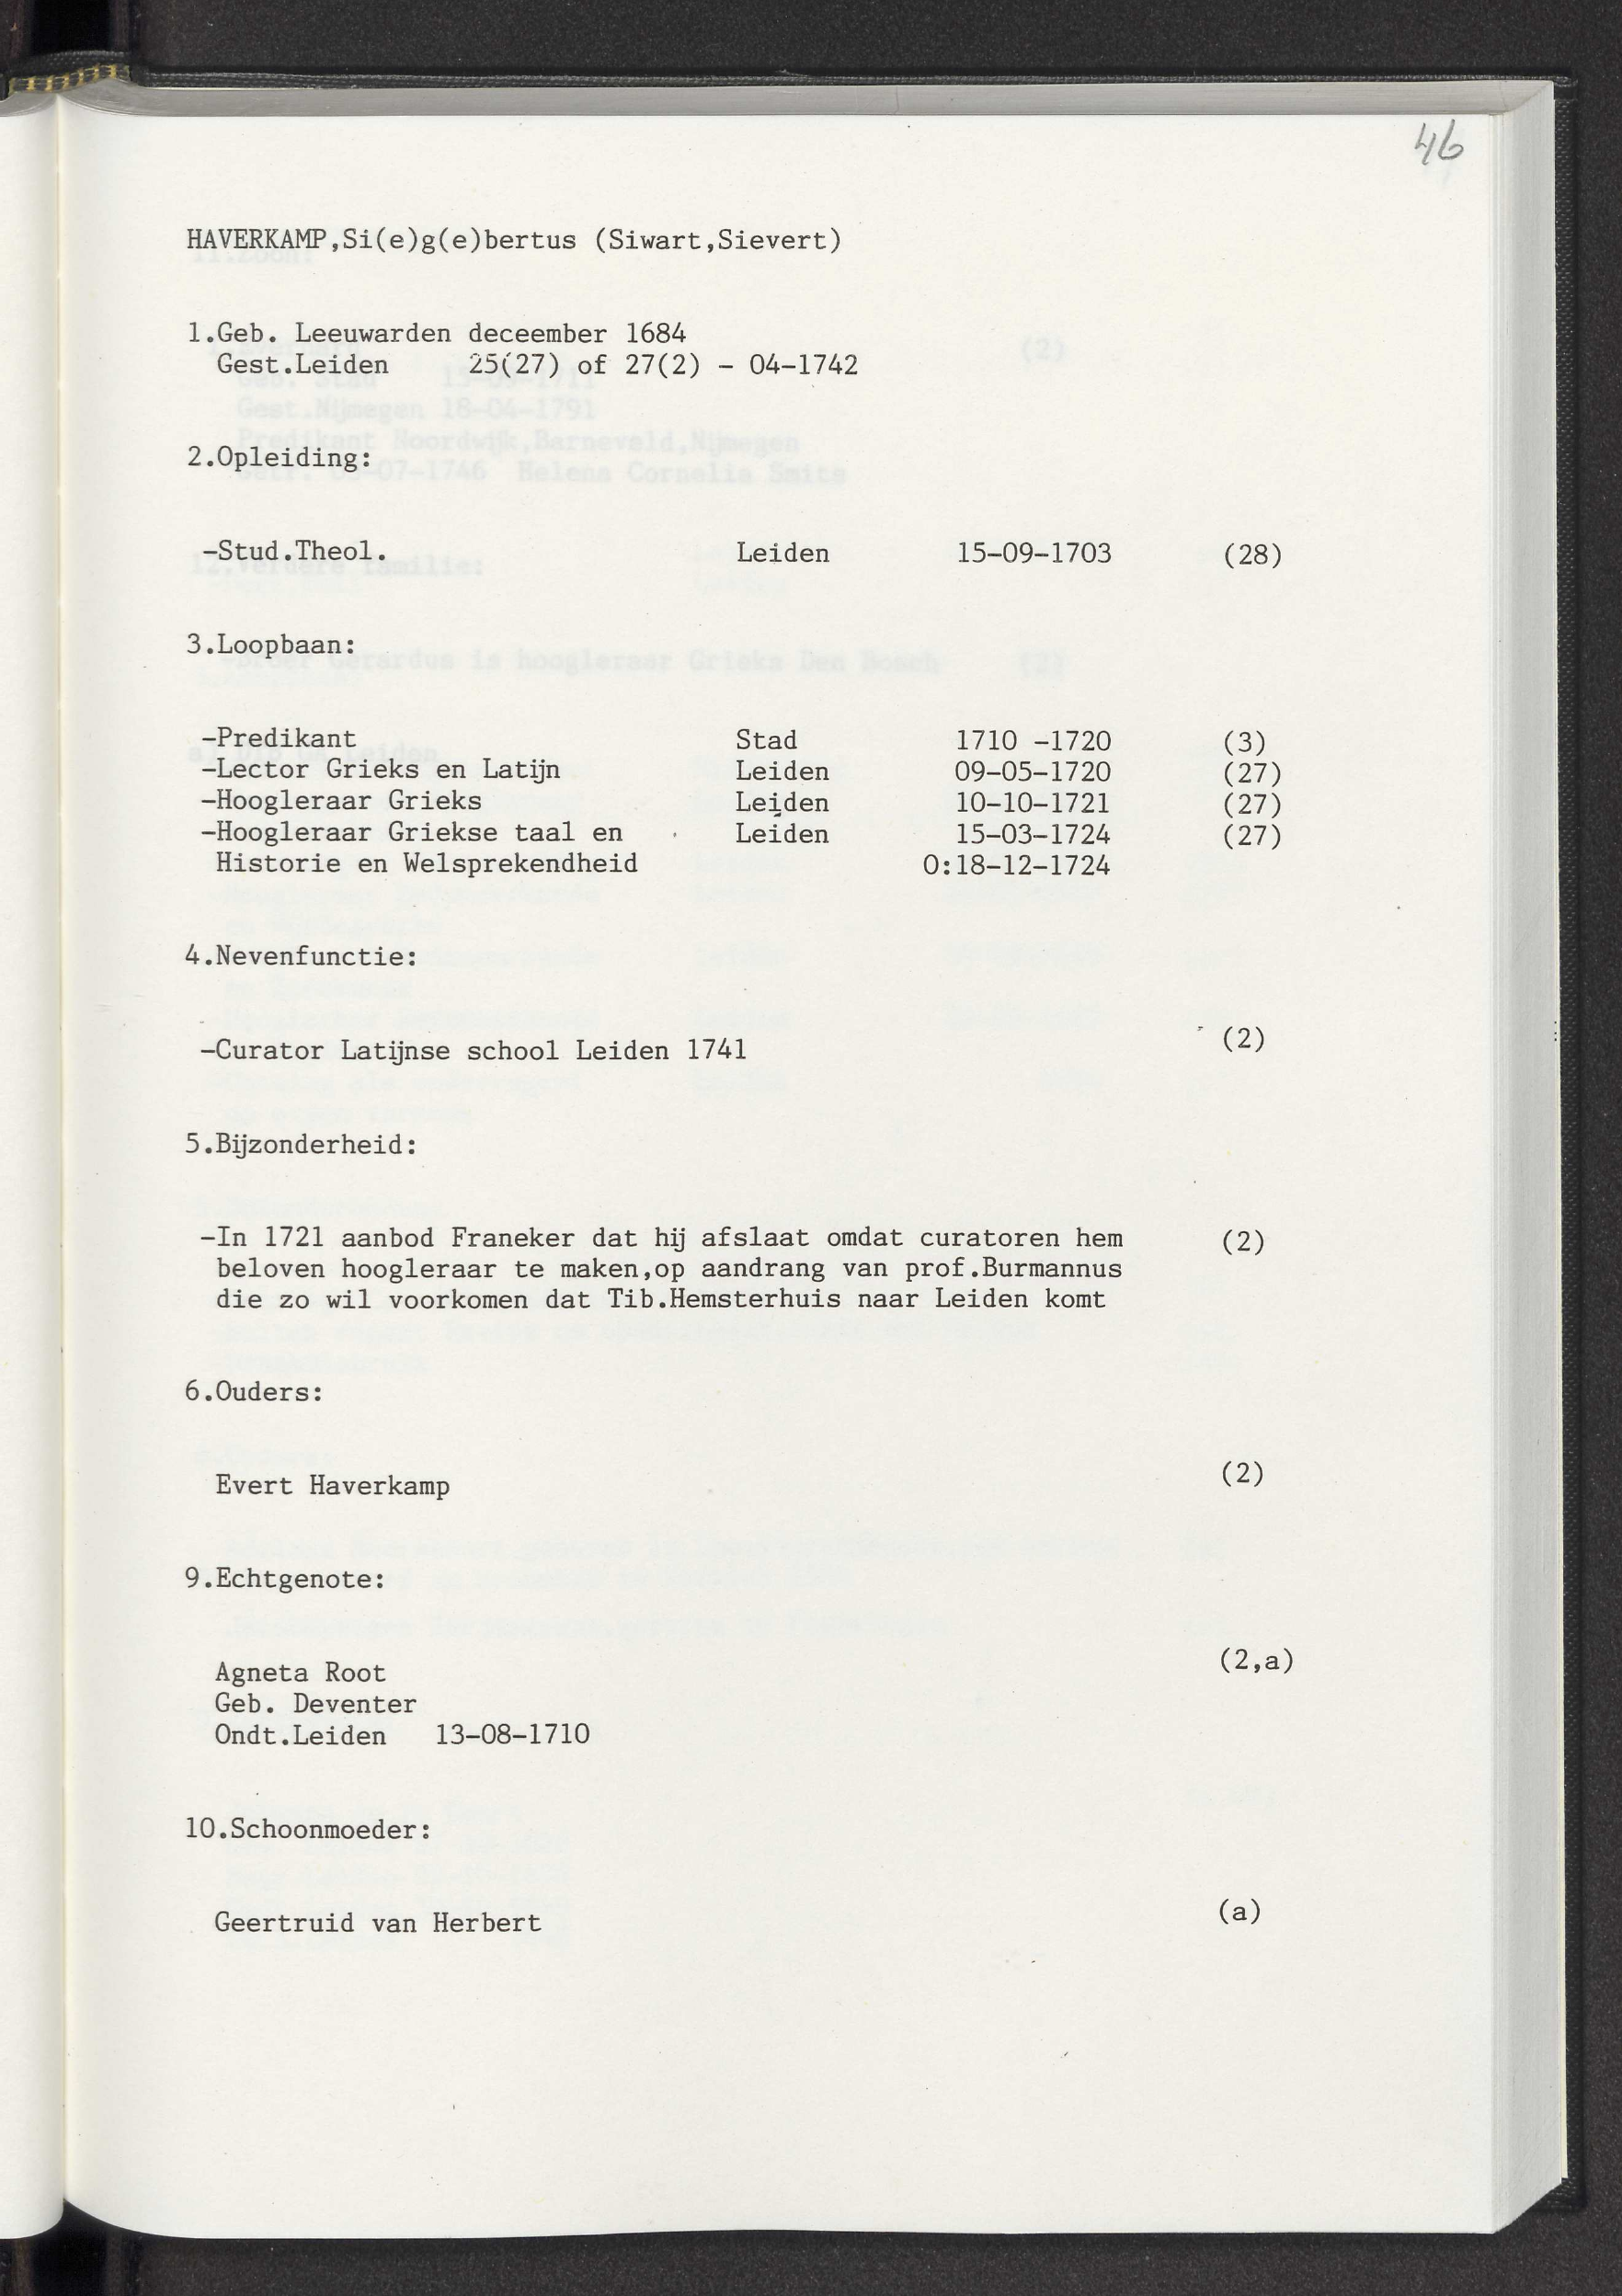 46
HAVERKAMP,Si(e)g(e)bertus (Siwart,Sievert)
1.Geb. Leeuwarden deceember 1684
Gest.Leiden 25(27) of 27(2) - 04-1742
2.Opleiding:
-Stud.Theol. Leiden 15-09-1703 (28)
3.Loopbaan:
-Predikant Stad 1710 -1720 (3)
-Lector Grieks en Latijn Leiden 09-05-1720 (27)
-Hoogleraar Grieks Leiden 10-10-1721 (27)
-Hoogleraar Griekse taal en Leiden 15-03-1724 (27)
Historie en Welsprekendheid O:18-12-1724
4.Nevenfunctie:
-Curator Latijnse school Leiden 1741 (2)
5.Bijzonderheid:
-In 1721 aanbod Franeker dat hij afslaat omdat curatoren hem (2)
beloven hoogleraar te maken,op aandrang van prof.Burmannus
die zo wil voorkomen dat Tib.Hemsterhuis naar Leiden komt
6.Ouders:
Evert Haverkamp (2)
9.Echtgenote:
Agneta Root (2,a)
Geb. Deventer
Ondt.Leiden 13-08-1710
10.Schoonmoeder:
Geertruid van Herbert (a)